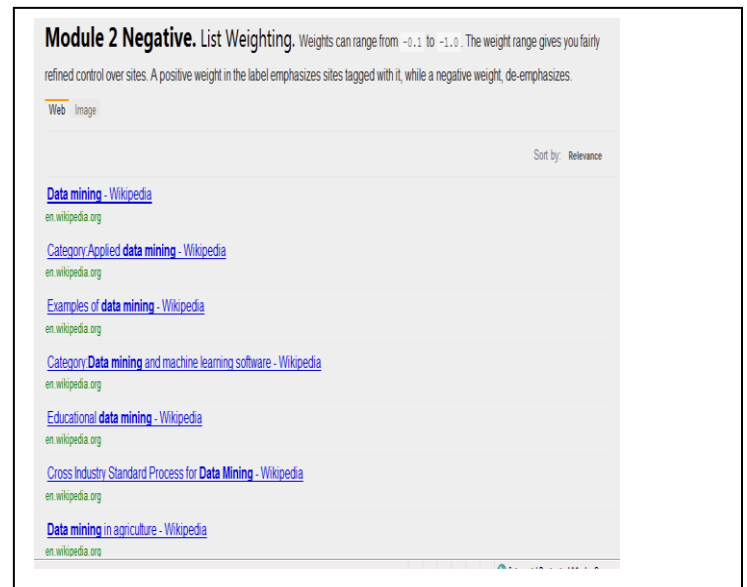 Module 2 Negative. List Weighting. Weights can range from -0.1 to -1.0. The weight range gives you fairly
refined control over sites. A positive weight in the label emphasizes sites tagged with it, while a negative weight, de-emphasizes.
Web Image
Sort by: Relevance
Data mining - Wikipedia
en.wikipedia.org
Category:Applied data mining - Wikipedia
en.wikipedia.org
Examples of data mining - Wikipedia
en.wikipedia.org
Category:Data mining and machine learning software - Wikipedia
en.wikipedia.org
Educational data mining - Wikipedia
en.wikipedia.org
Cross Industry Standard Process for Data Mining - Wikipedia
en.wikipedia.org
Data mining in agriculture - Wikipedia
en.wikipedia.org